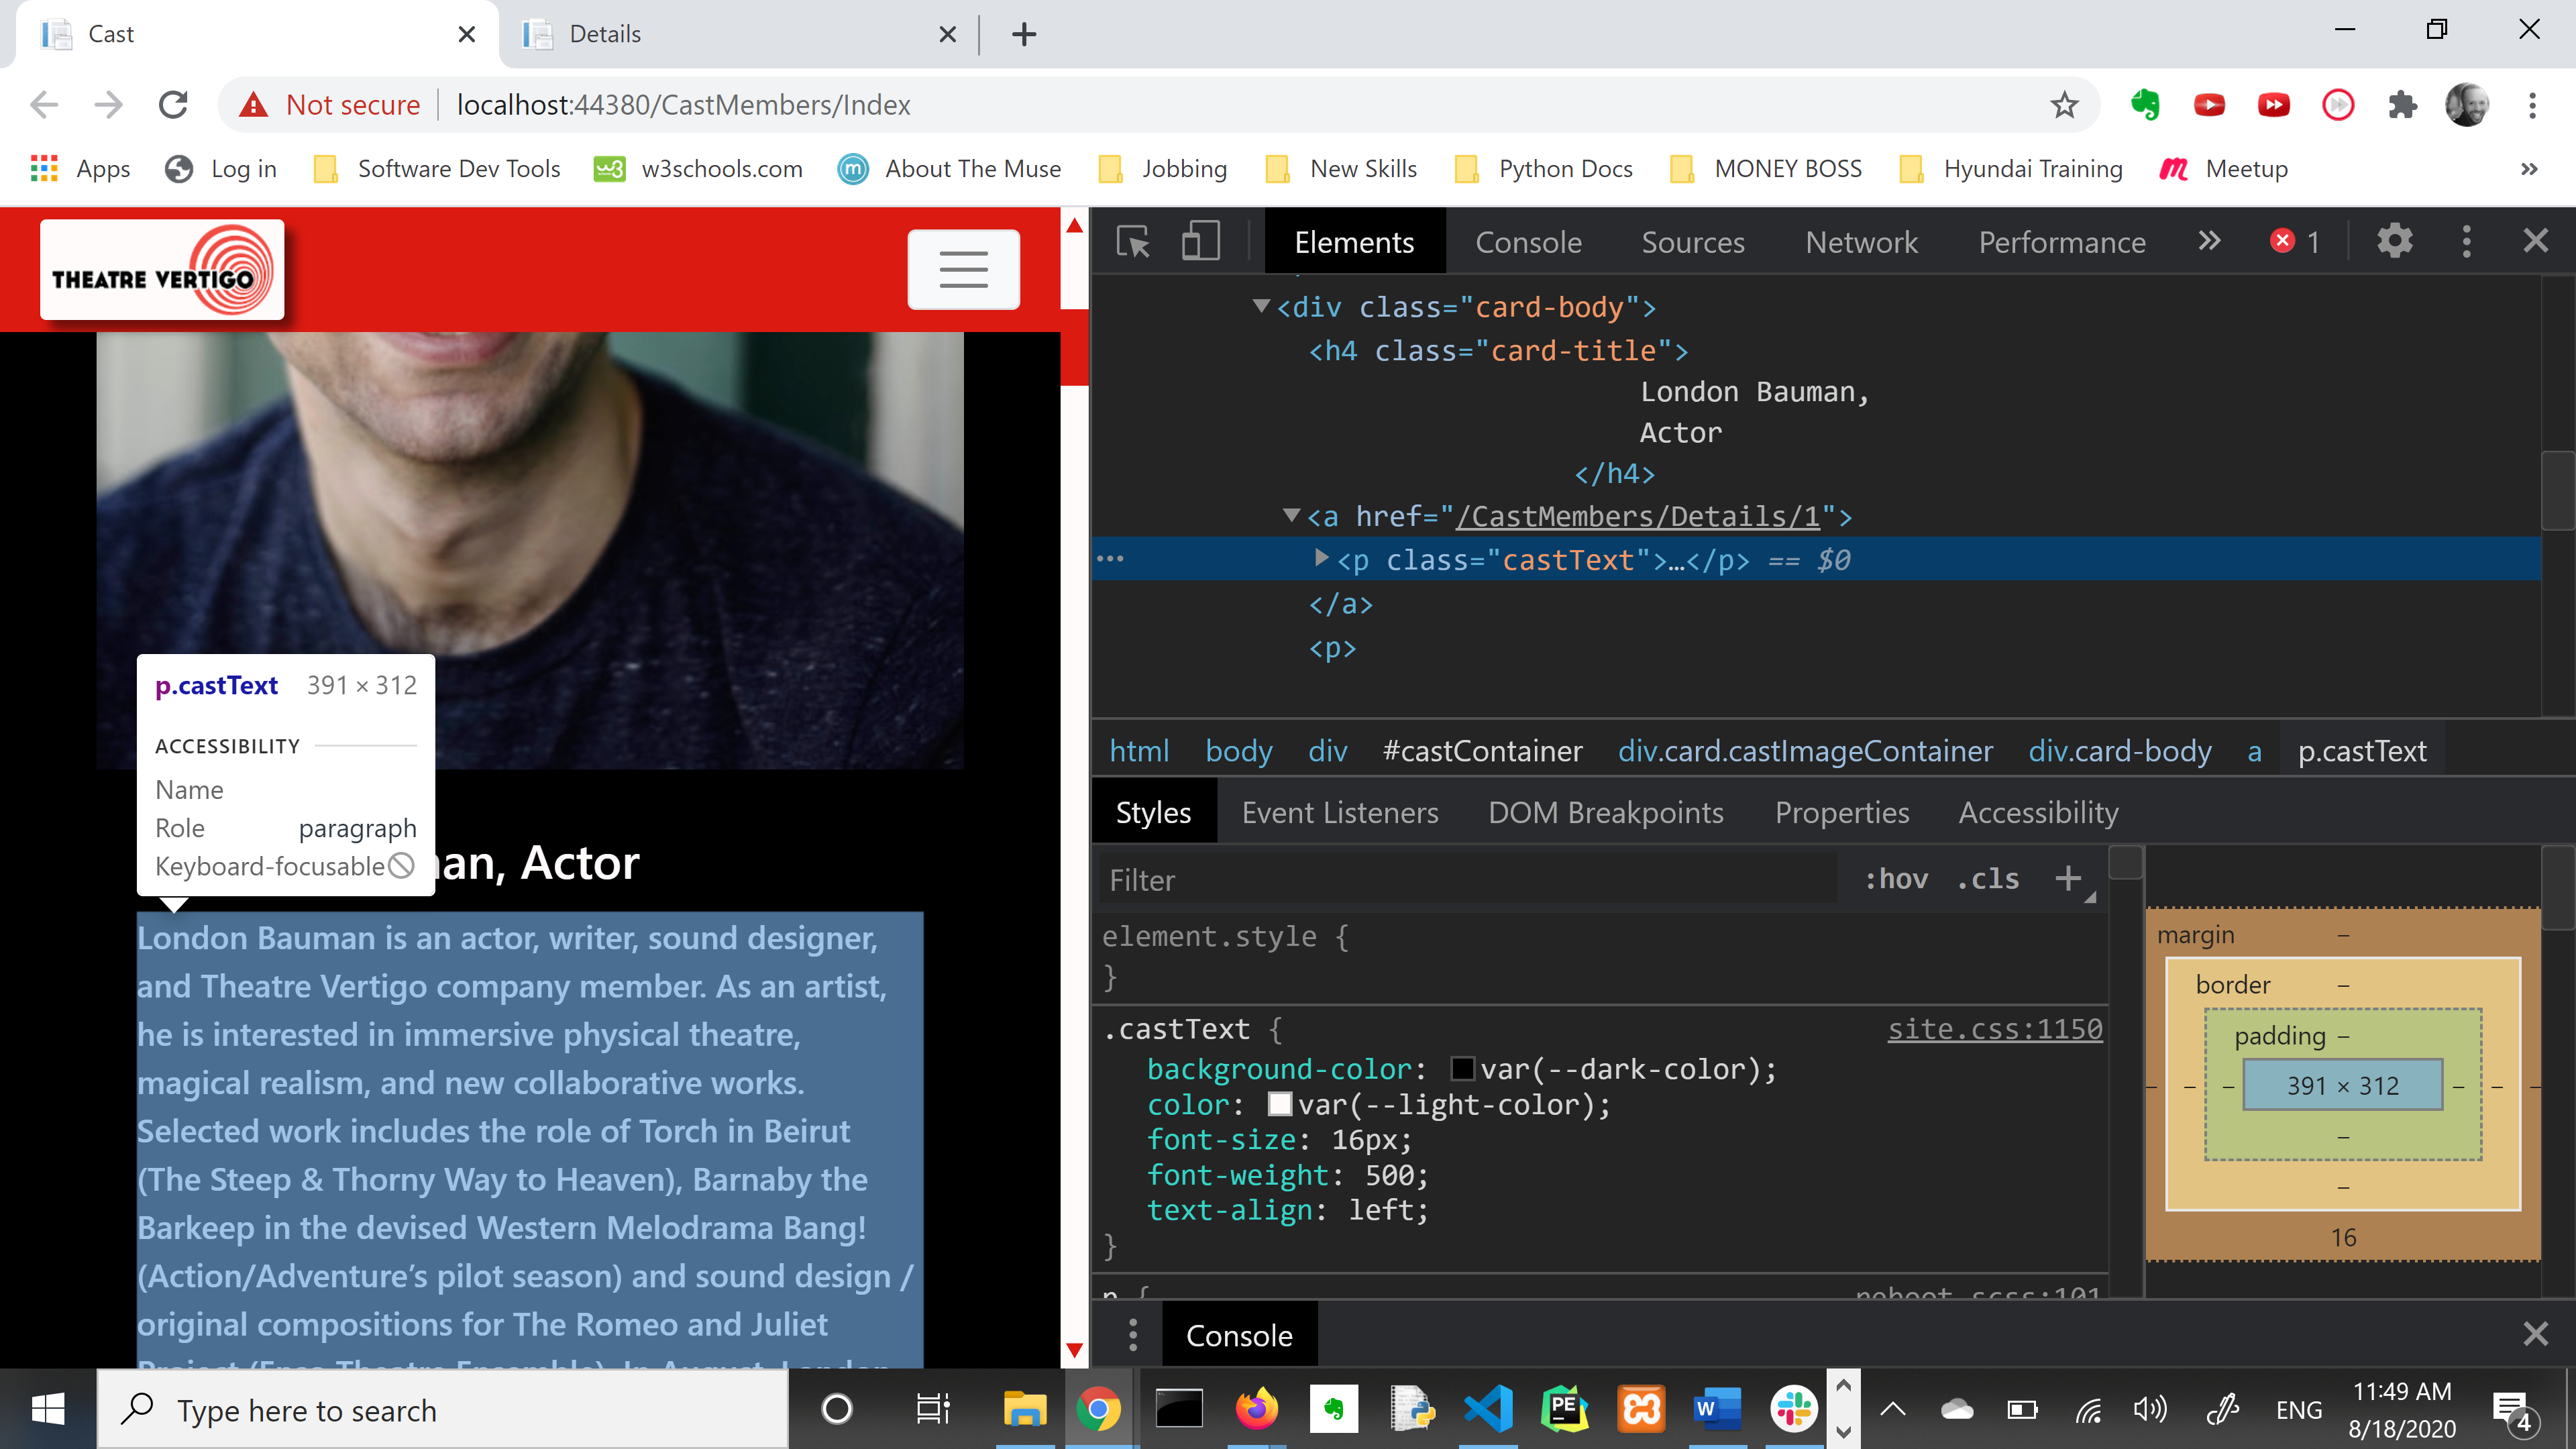 Cast
Details
Not secure
localhost:44380/CastMembers/Index
Apps
Log in
Software Dev Tools
w3schools.com
About The Muse
Jobbing
New Skills
Python Docs
MONEY BOSS
Hyundai Training
Meetup
»
THEATRE VERTIGO
p.castText 391 × 312
ACCESSIBILITY
Name
Role paragraph
Keyboard-focusable
an, Actor
London Bauman is an actor, writer, sound designer,
and Theatre Vertigo company member. As an artist,
he is interested in immersive physical theatre,
magical realism, and new collaborative works.
Selected work includes the role of Torch in Beirut
(The Steep & Thorny Way to Heaven), Barnaby the
Barkeep in the devised Western Melodrama Bang!
(Action/Adventure’s pilot season) and sound design /
original compositions for The Romeo and Juliet
Elements Console Sources Network Performance » 1
<div class="card-body">
<h4 class="card-title">
London Bauman,
Actor
</h4>
<a href="/CastMembers/Details/1">
<p class="castText">…</p> == $0
</a>
<p>
html body div #castContainer div.card.castImageContainer div.card-body a p.castText
Styles Event Listeners DOM Breakpoints Properties Accessibility
Filter :hov .cls +
element.style {
}
.castText { site.css:1150
background-color: var(--dark-color);
color: var(--light-color);
font-size: 16px;
font-weight: 500;
text-align: left;
}
margin –
border –
padding –
– – – 391 × 312 – – –
–
–
16
Console
Type here to search
PE
W
ENG
11:49 AM
8/18/2020
4